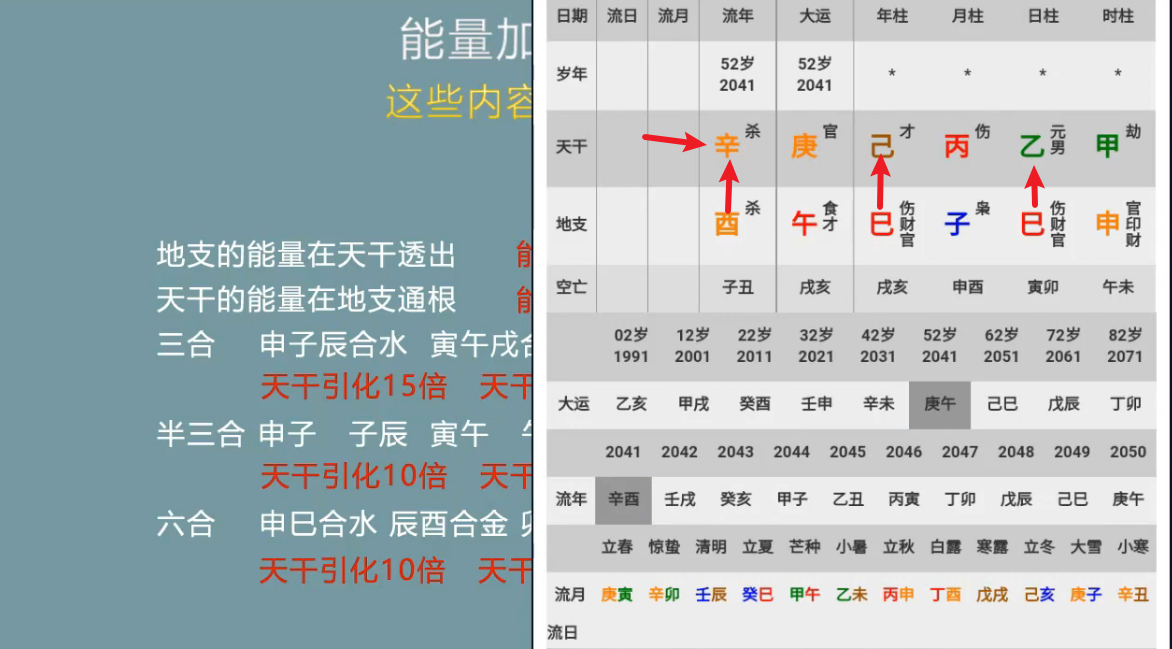 能量加
这些内容
地支的能量在天干透出 能
天干的能量在地支通根 能
三合 申子辰合水 寅午戌合
天干引化15倍 天干
半三合 申子 子辰 寅午 午
天干引化10倍 天干
六合 申巳合水 辰酉合金 卯
天干引化10倍 天干
日期 流日 流月 流年 大运 年柱 月柱 日柱 时柱
岁年 52岁 2041 52岁 2041 * * * *
天干 辛 杀 庚 官 己 才 丙 伤 乙 元男 甲 劫
地支 酉 杀 午 食才 巳 伤财官 子 枭 巳 伤财官 申 官印财
空亡 子丑 戌亥 戌亥 申酉 寅卯 午未
02岁 12岁 22岁 32岁 42岁 52岁 62岁 72岁 82岁
1991 2001 2011 2021 2031 2041 2051 2061 2071
大运 乙亥 甲戌 癸酉 壬申 辛未 庚午 己巳 戊辰 丁卯
2041 2042 2043 2044 2045 2046 2047 2048 2049 2050
流年 辛酉 壬戌 癸亥 甲子 乙丑 丙寅 丁卯 戊辰 己巳 庚午
立春 惊蛰 清明 立夏 芒种 小暑 立秋 白露 寒露 立冬 大雪 小寒
流月 庚寅 辛卯 壬辰 癸巳 甲午 乙未 丙申 丁酉 戊戌 己亥 庚子 辛丑
流日